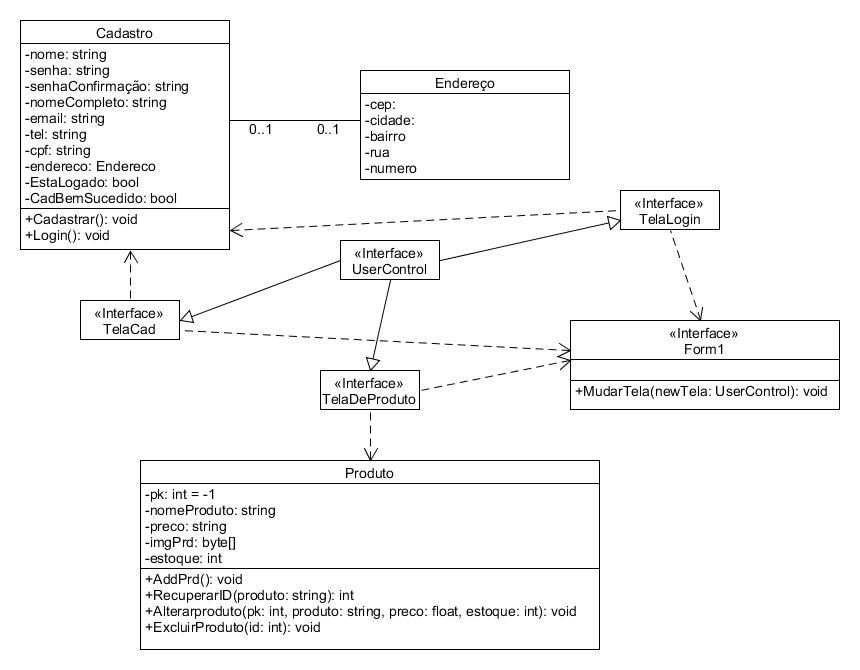 Cadastro
-nome: string
-senha: string
-senhaConfirmação: string
-nomeCompleto: string
-email: string
-tel: string
-cpf: string
-endereco: Endereco
-EstaLogado: bool
-CadBemSucedido: bool
+Cadastrar(): void
+Login(): void
0..1
0..1
Endereço
-cep:
-cidade:
-bairro
-rua
-numero
«Interface»
TelaLogin
«Interface»
UserControl
«Interface»
TelaCad
«Interface»
Form1
+MudarTela(newTela: UserControl): void
«Interface»
TelaDeProduto
Produto
-pk: int = -1
-nomeProduto: string
-preco: string
-imgPrd: byte[]
-estoque: int
+AddPrd(): void
+RecuperarID(produto: string): int
+Alterarproduto(pk: int, produto: string, preco: float, estoque: int): void
+ExcluirProduto(id: int): void